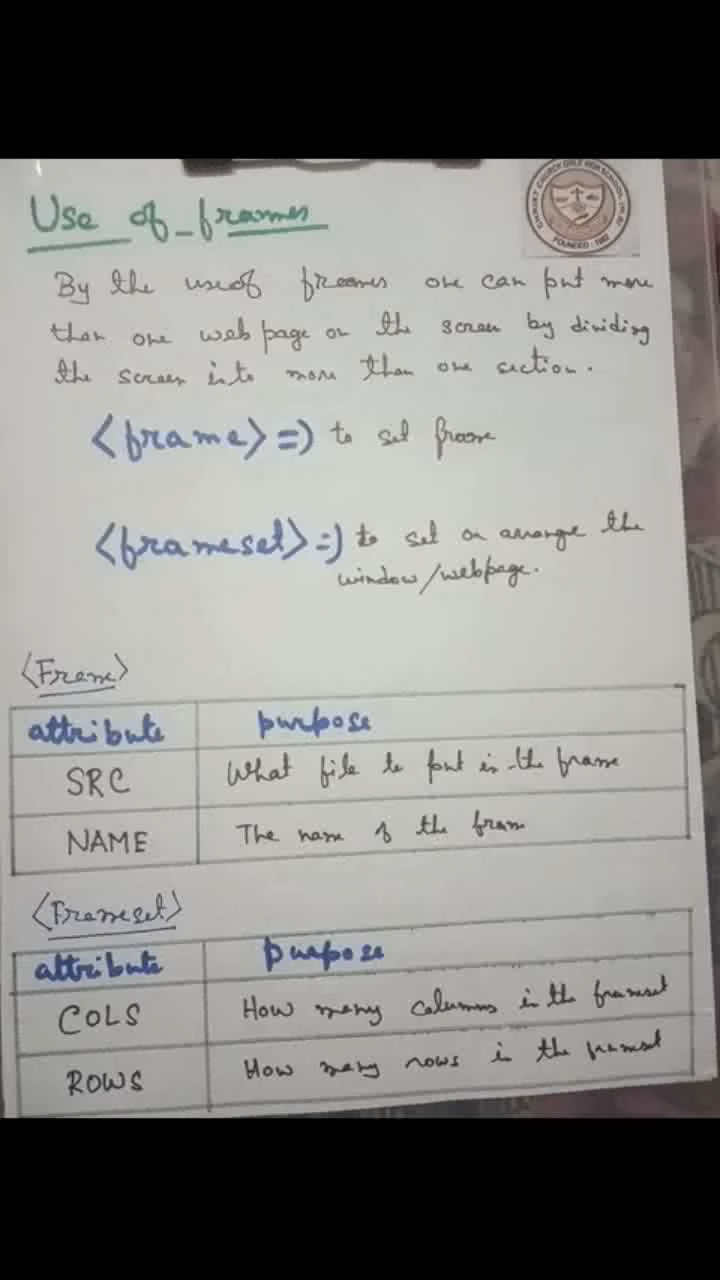 Use of frames
By the use of frames one can put more
than one web page on the screen by dividing
the screen into more than one section.
<frame> => to set frame
<frameset> => to set or arrange the
window/webpage.
<Frame>
attribute purpose
SRC What file to put in the frame
NAME The name of the frame
<Frameset>
attribute purpose
COLS How many columns in the frameset
ROWS How many rows in the frameset
FOUNDED